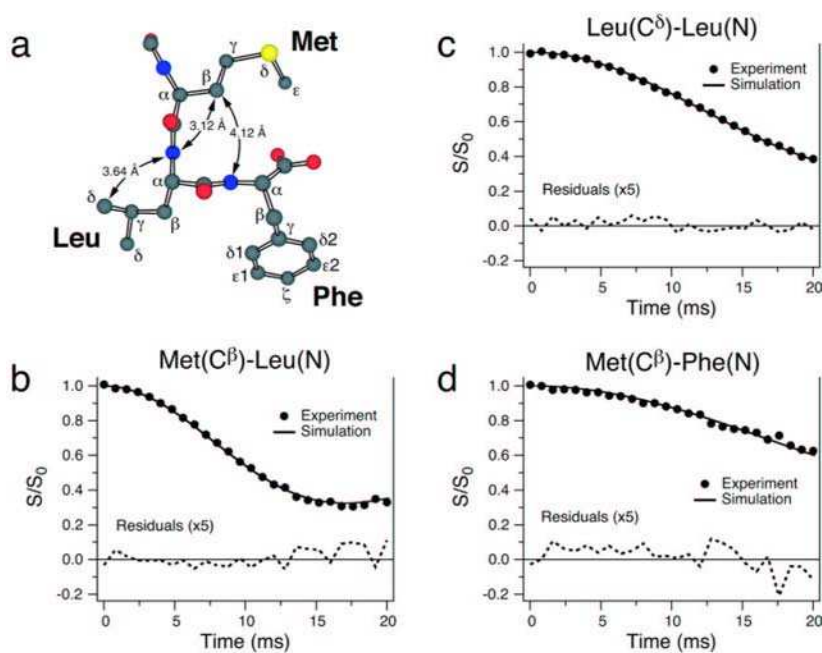 a
Met
γ
β
δ
ε
α
3.12 Å
4.12 Å
3.64 Å
α
α
δ
γ
β
β
Leu
δ
γ
δ1
δ2
ε1
ε2
ζ
Phe
b
Met(Cβ)-Leu(N)
S/S0
1.0
0.8
0.6
0.4
0.2
0.0
-0.2
Experiment
Simulation
Residuals (x5)
0
5
10
15
20
Time (ms)
c
Leu(Cδ)-Leu(N)
S/S0
1.0
0.8
0.6
0.4
0.2
0.0
-0.2
Experiment
Simulation
Residuals (x5)
0
5
10
15
20
Time (ms)
d
Met(Cβ)-Phe(N)
S/S0
1.0
0.8
0.6
0.4
0.2
0.0
-0.2
Experiment
Simulation
Residuals (x5)
0
5
10
15
20
Time (ms)